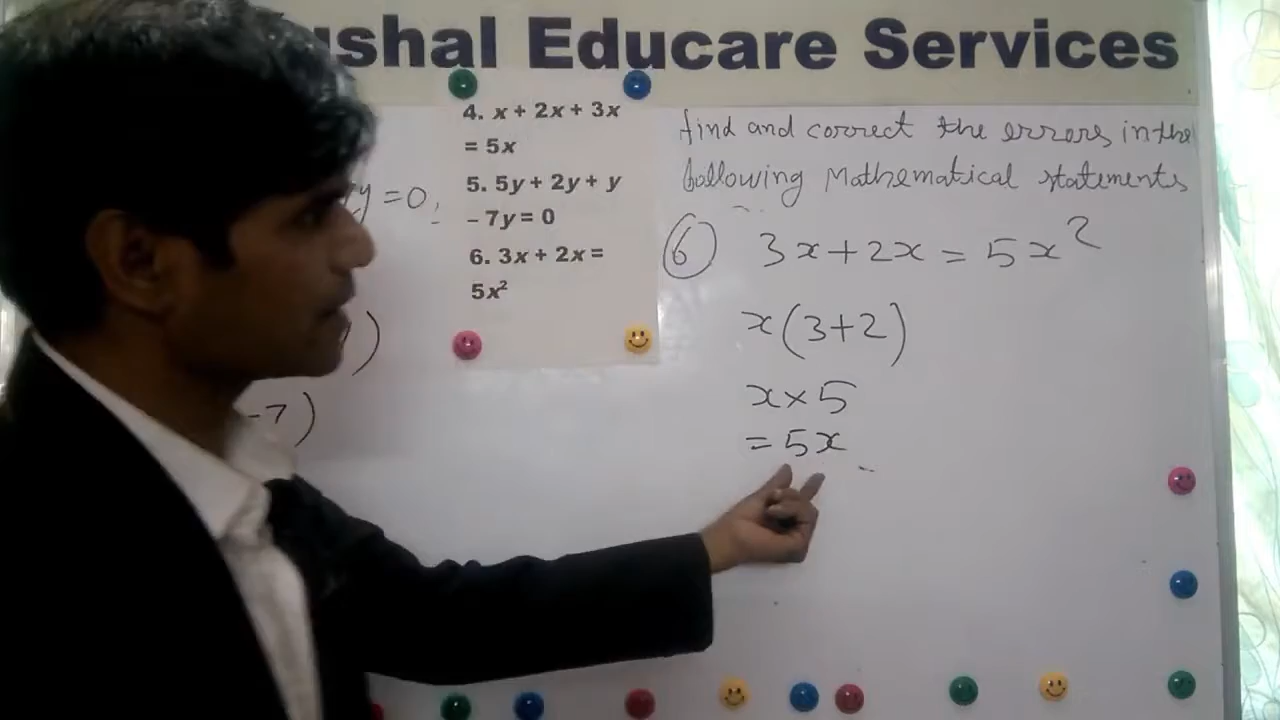 ushal Educare Services
4. x + 2x + 3x
= 5x
5. 5y + 2y + y
– 7y = 0
6. 3x + 2x =
5x²
y = 0,
)
-7)
find and correct the errors in the
following Mathematical statements
6 3x + 2x = 5x²
x(3+2)
x × 5
= 5x